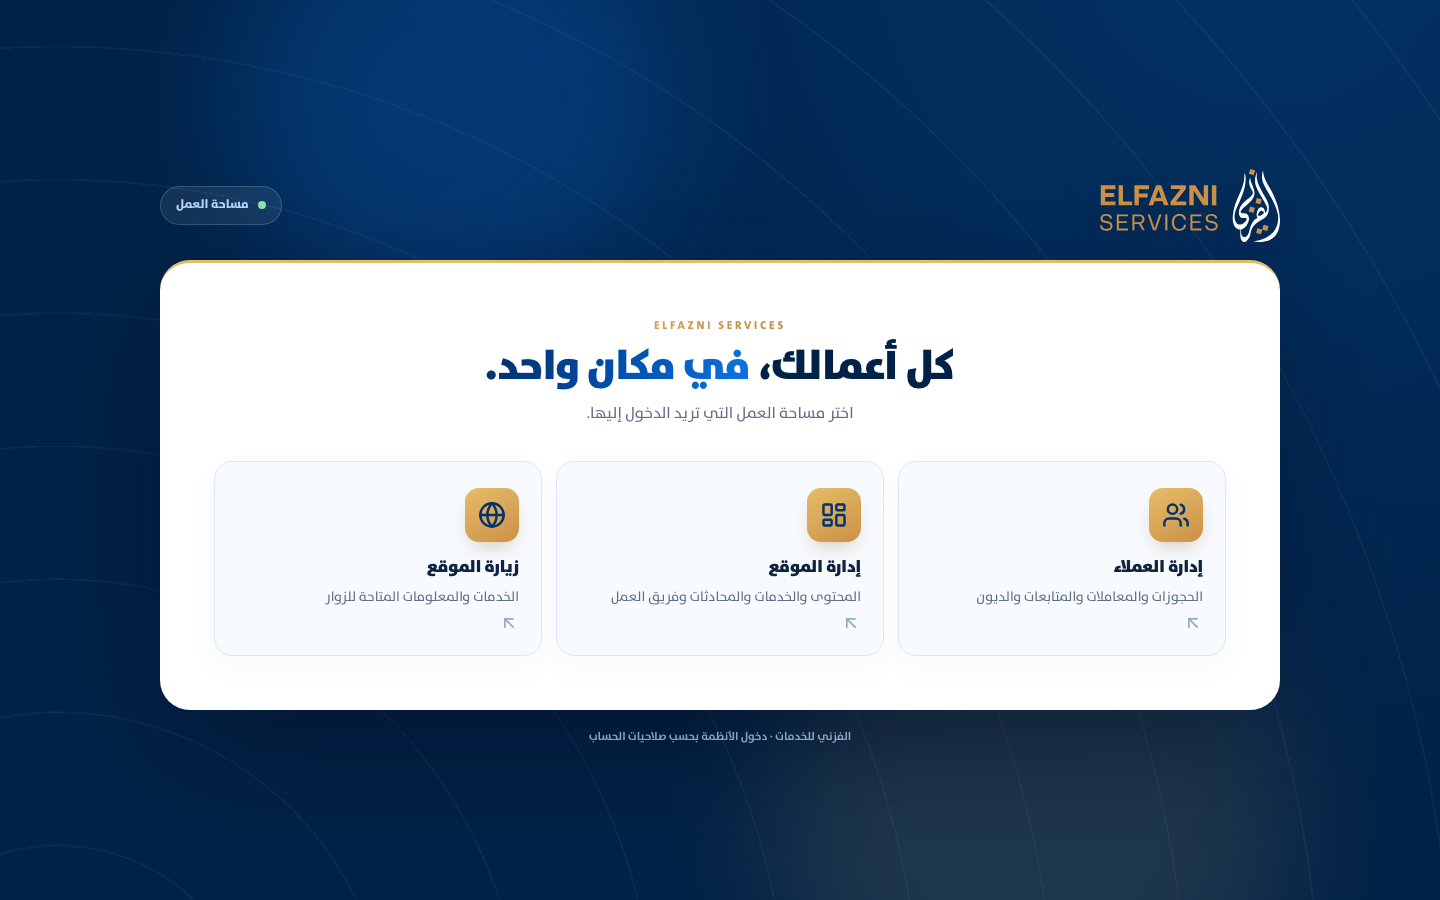 ELFAZNI
SERVICES
الفزني
مساحة العمل
ELFAZNI SERVICES
كل أعمالك، في مكان واحد.
اختر مساحة العمل التي تريد الدخول إليها.
إدارة العملاء
الحجوزات والمعاملات والمتابعات والديون
إدارة الموقع
المحتوى والخدمات والمحادثات وفريق العمل
زيارة الموقع
الخدمات والمعلومات المتاحة للزوار
الفزني للخدمات · دخول الأنظمة بحسب صلاحيات الحساب